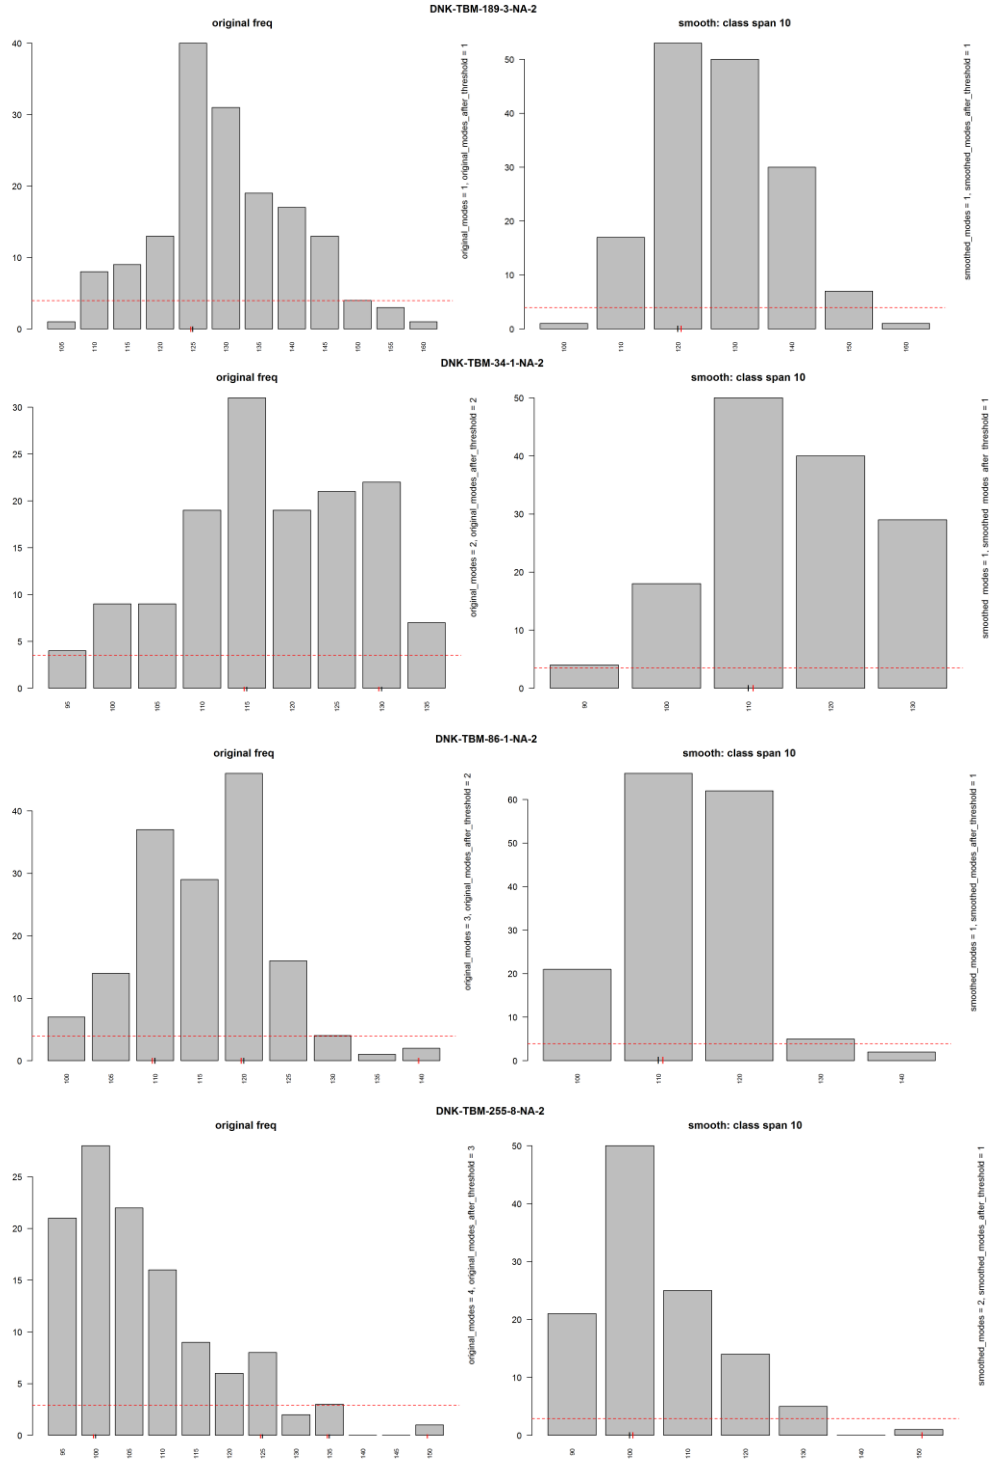 DNK-TBM-189-3-NA-2
original freq
smooth: class span 10
40
30
20
10
0
105 110 115 120 125 130 135 140 145 150 155 160
original_modes = 1, original_modes_after_threshold = 1
50
40
30
20
10
0
100 110 120 130 140 150 160
smoothed_modes = 1, smoothed_modes_after_threshold = 1
DNK-TBM-34-1-NA-2
original freq
smooth: class span 10
30
25
20
15
10
5
0
95 100 105 110 115 120 125 130 135
original_modes = 2, original_modes_after_threshold = 2
50
40
30
20
10
0
90 100 110 120 130
smoothed_modes = 1, smoothed_modes_after_threshold = 1
DNK-TBM-86-1-NA-2
original freq
smooth: class span 10
40
30
20
10
0
100 105 110 115 120 125 130 135 140
original_modes = 3, original_modes_after_threshold = 2
60
50
40
30
20
10
0
100 110 120 130 140
smoothed_modes = 1, smoothed_modes_after_threshold = 1
DNK-TBM-255-8-NA-2
original freq
smooth: class span 10
25
20
15
10
5
0
95 100 105 110 115 120 125 130 135 140 145 150
original_modes = 4, original_modes_after_threshold = 3
50
40
30
20
10
0
90 100 110 120 130 140 150
smoothed_modes = 2, smoothed_modes_after_threshold = 1